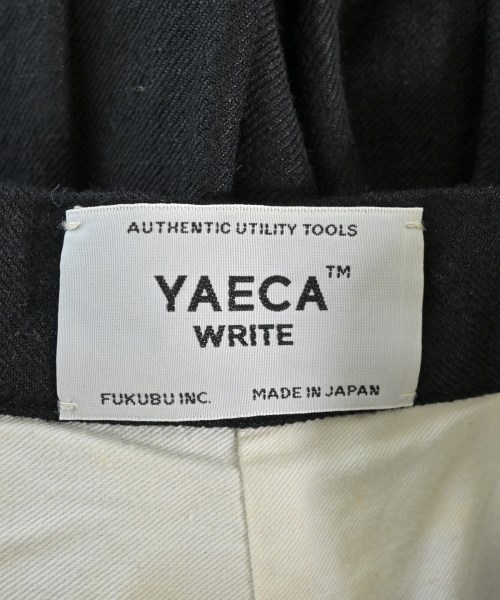 AUTHENTIC UTILITY TOOLS
YAECA™
WRITE
FUKUBU INC. MADE IN JAPAN